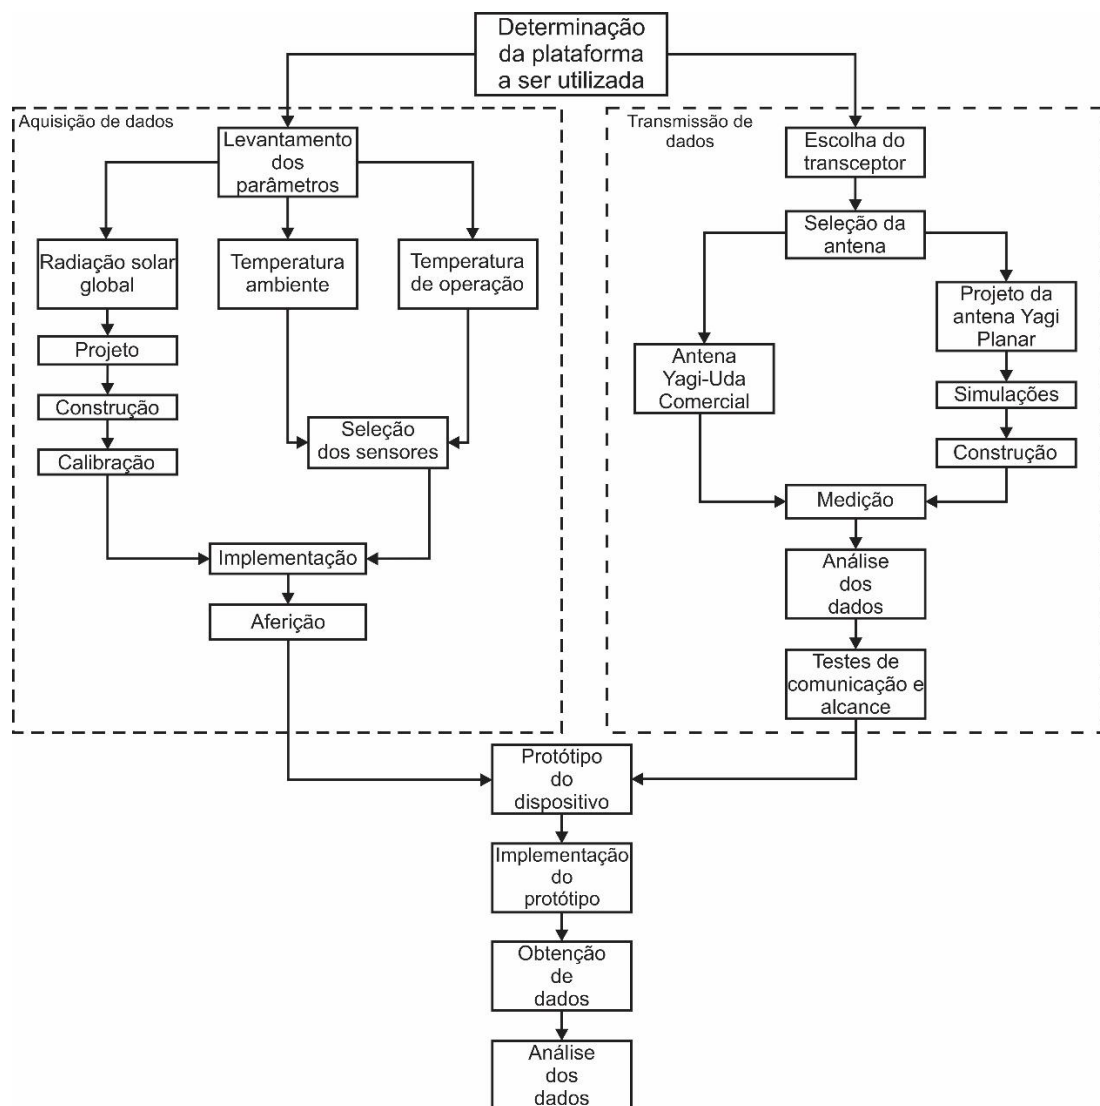 Determinação
da plataforma
a ser utilizada
Aquisição de dados
Levantamento
dos
parâmetros
Radiação solar
global
Temperatura
ambiente
Temperatura
de operação
Projeto
Construção
Calibração
Seleção
dos sensores
Implementação
Aferição
Transmissão de
dados
Escolha do
transceptor
Seleção da
antena
Antena
Yagi-Uda
Comercial
Projeto da
antena Yagi
Planar
Simulações
Construção
Medição
Análise
dos
dados
Testes de
comunicação e
alcance
Protótipo
do
dispositivo
Implementação
do
protótipo
Obtenção
de
dados
Análise
dos
dados